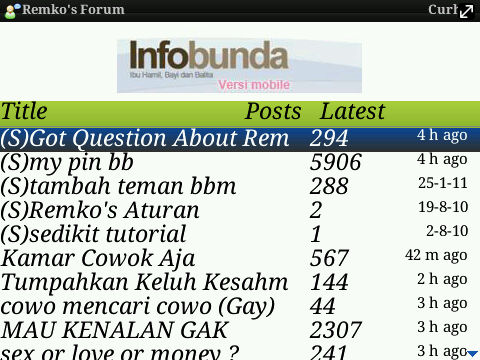 Remko's Forum Curh
Infobunda
Ibu Hamil, Bayi dan Balita
Versi mobile
Title Posts Latest
(S)Got Question About Rem 294 4 h ago
(S)my pin bb 5906 4 h ago
(S)tambah teman bbm 288 25-1-11
(S)Remko's Aturan 2 19-8-10
(S)sedikit tutorial 1 2-8-10
Kamar Cowok Aja 567 42 m ago
Tumpahkan Keluh Kesahm 144 2 h ago
cowo mencari cowo (Gay) 44 3 h ago
MAU KENALAN GAK 2307 3 h ago
sex or love or money ? 241 3 h ago